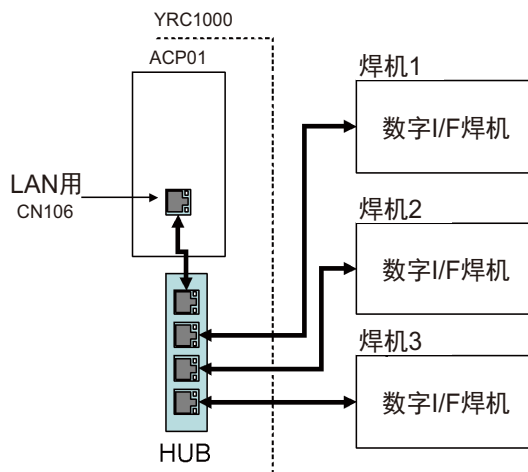 YRC1000
ACP01
LAN用
CN106
HUB
焊机1
数字I/F焊机
焊机2
数字I/F焊机
焊机3
数字I/F焊机